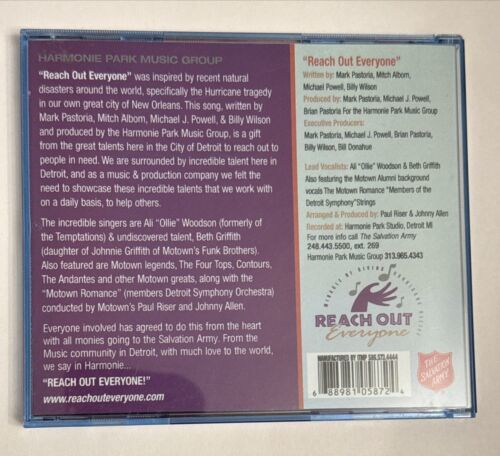 HARMONIE PARK MUSIC GROUP
"Reach Out Everyone" was inspired by recent natural
disasters around the world, specifically the Hurricane tragedy
in our own great city of New Orleans. This song, written by
Mark Pastoria, Mitch Albom, Michael J. Powell, & Billy Wilson
and produced by the Harmonie Park Music Group, is a gift
from the great talents here in the City of Detroit to reach out to
people in need. We are surrounded by incredible talent here in
Detroit, and as a music & production company we felt the
need to showcase these incredible talents that we work with
on a daily basis, to help others.
The incredible singers are Ali "Ollie" Woodson (formerly of
the Temptations) & undiscovered talent, Beth Griffith
(daughter of Johnnie Griffith of Motown's Funk Brothers).
Also featured are Motown legends, The Four Tops, Contours,
The Andantes and other Motown greats, along with the
"Motown Romance" (members Detroit Symphony Orchestra)
conducted by Motown's Paul Riser and Johnny Allen.
Everyone involved has agreed to do this from the heart
with all monies going to the Salvation Army. From the
Music community in Detroit, with much love to the world,
we say in Harmonie...
"REACH OUT EVERYONE!"
www.reachouteveryone.com
"Reach Out Everyone"
Written by: Mark Pastoria, Mitch Albom,
Michael Powell, Billy Wilson
Produced by: Mark Pastoria, Michael J. Powell,
Brian Pastoria For the Harmonie Park Music Group
Executive Producers:
Mark Pastoria, Michael J. Powell, Brian Pastoria,
Billy Wilson, Bill Donahue
Lead Vocalists: Ali "Ollie" Woodson & Beth Griffith
Also featuring the Motown Alumni background
vocals The Motown Romance "Members of the
Detroit Symphony"Strings
Arranged & Produced by: Paul Riser & Johnny Allen
Recorded at: Harmonie Park Studio, Detroit MI
For more info call The Salvation Army
248.443.5500, ext. 269
Harmonie Park Music Group 313.965.4343
REACH OUT
Everyone
MANUFACTURED BY ITMP 586.573.4444
6 88981 05872 4
THE
SALVATION
ARMY